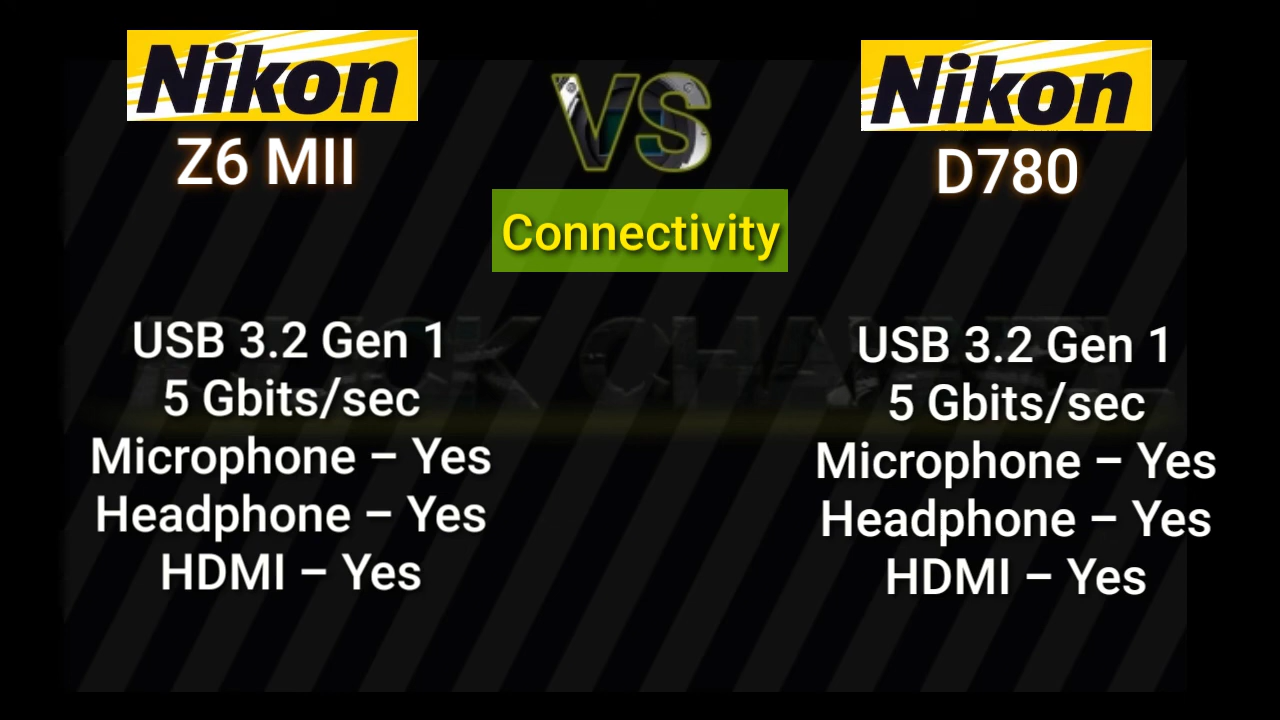 Nikon
Z6 MII
VS
Nikon
D780
Connectivity
USB 3.2 Gen 1
5 Gbits/sec
Microphone – Yes
Headphone – Yes
HDMI – Yes
USB 3.2 Gen 1
5 Gbits/sec
Microphone – Yes
Headphone – Yes
HDMI – Yes